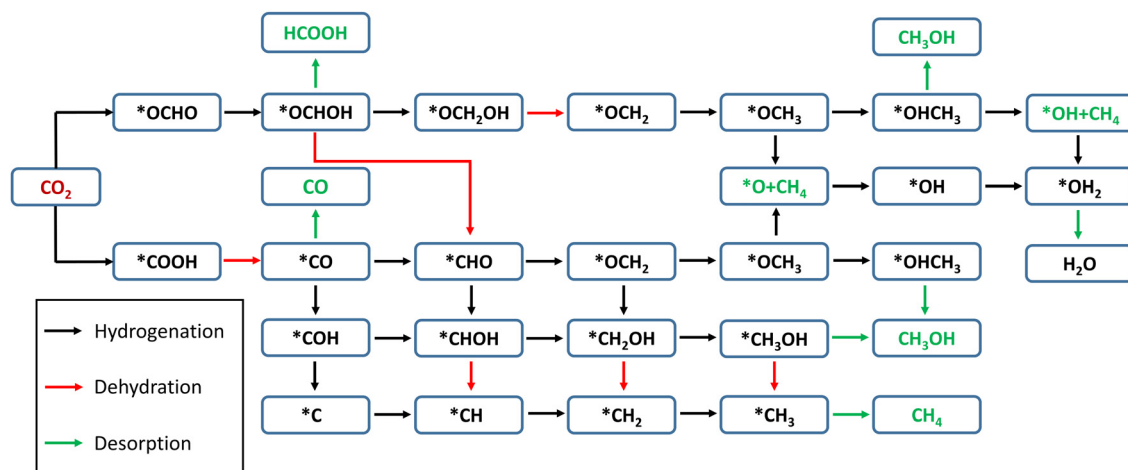 HCOOH
CH₃OH
*OCHO
*OCHOH
*OCH₂OH
*OCH₂
*OCH₃
*OHCH₃
*OH+CH₄
CO₂
CO
*O+CH₄
*OH
*OH₂
*COOH
*CO
*CHO
*OCH₂
*OCH₃
*OHCH₃
H₂O
*COH
*CHOH
*CH₂OH
*CH₃OH
CH₃OH
*C
*CH
*CH₂
*CH₃
CH₄
Hydrogenation
Dehydration
Desorption